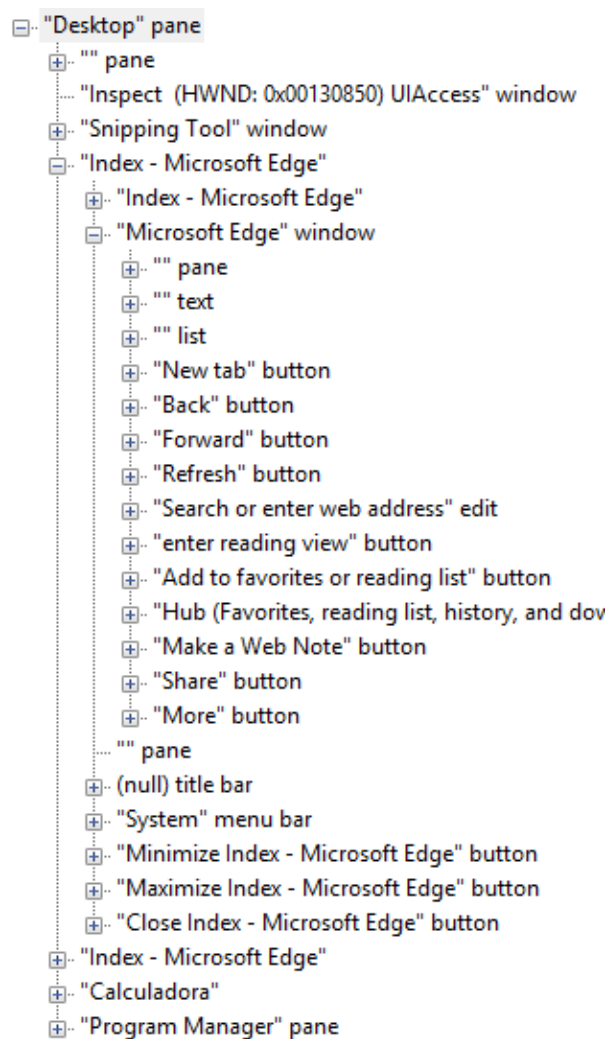 "Desktop" pane
"" pane
"Inspect  (HWND: 0x00130850) UIAccess" window
"Snipping Tool" window
"Index - Microsoft Edge"
"Index - Microsoft Edge"
"Microsoft Edge" window
"" pane
"" text
"" list
"New tab" button
"Back" button
"Forward" button
"Refresh" button
"Search or enter web address" edit
"enter reading view" button
"Add to favorites or reading list" button
"Hub (Favorites, reading list, history, and dow
"Make a Web Note" button
"Share" button
"More" button
"" pane
(null) title bar
"System" menu bar
"Minimize Index - Microsoft Edge" button
"Maximize Index - Microsoft Edge" button
"Close Index - Microsoft Edge" button
"Index - Microsoft Edge"
"Calculadora"
"Program Manager" pane